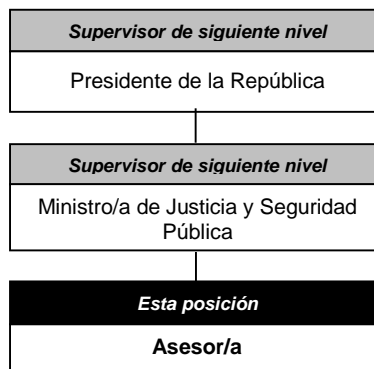 Supervisor de siguiente nivel
Presidente de la República
Supervisor de siguiente nivel
Ministro/a de Justicia y Seguridad
Pública
Esta posición
Asesor/a